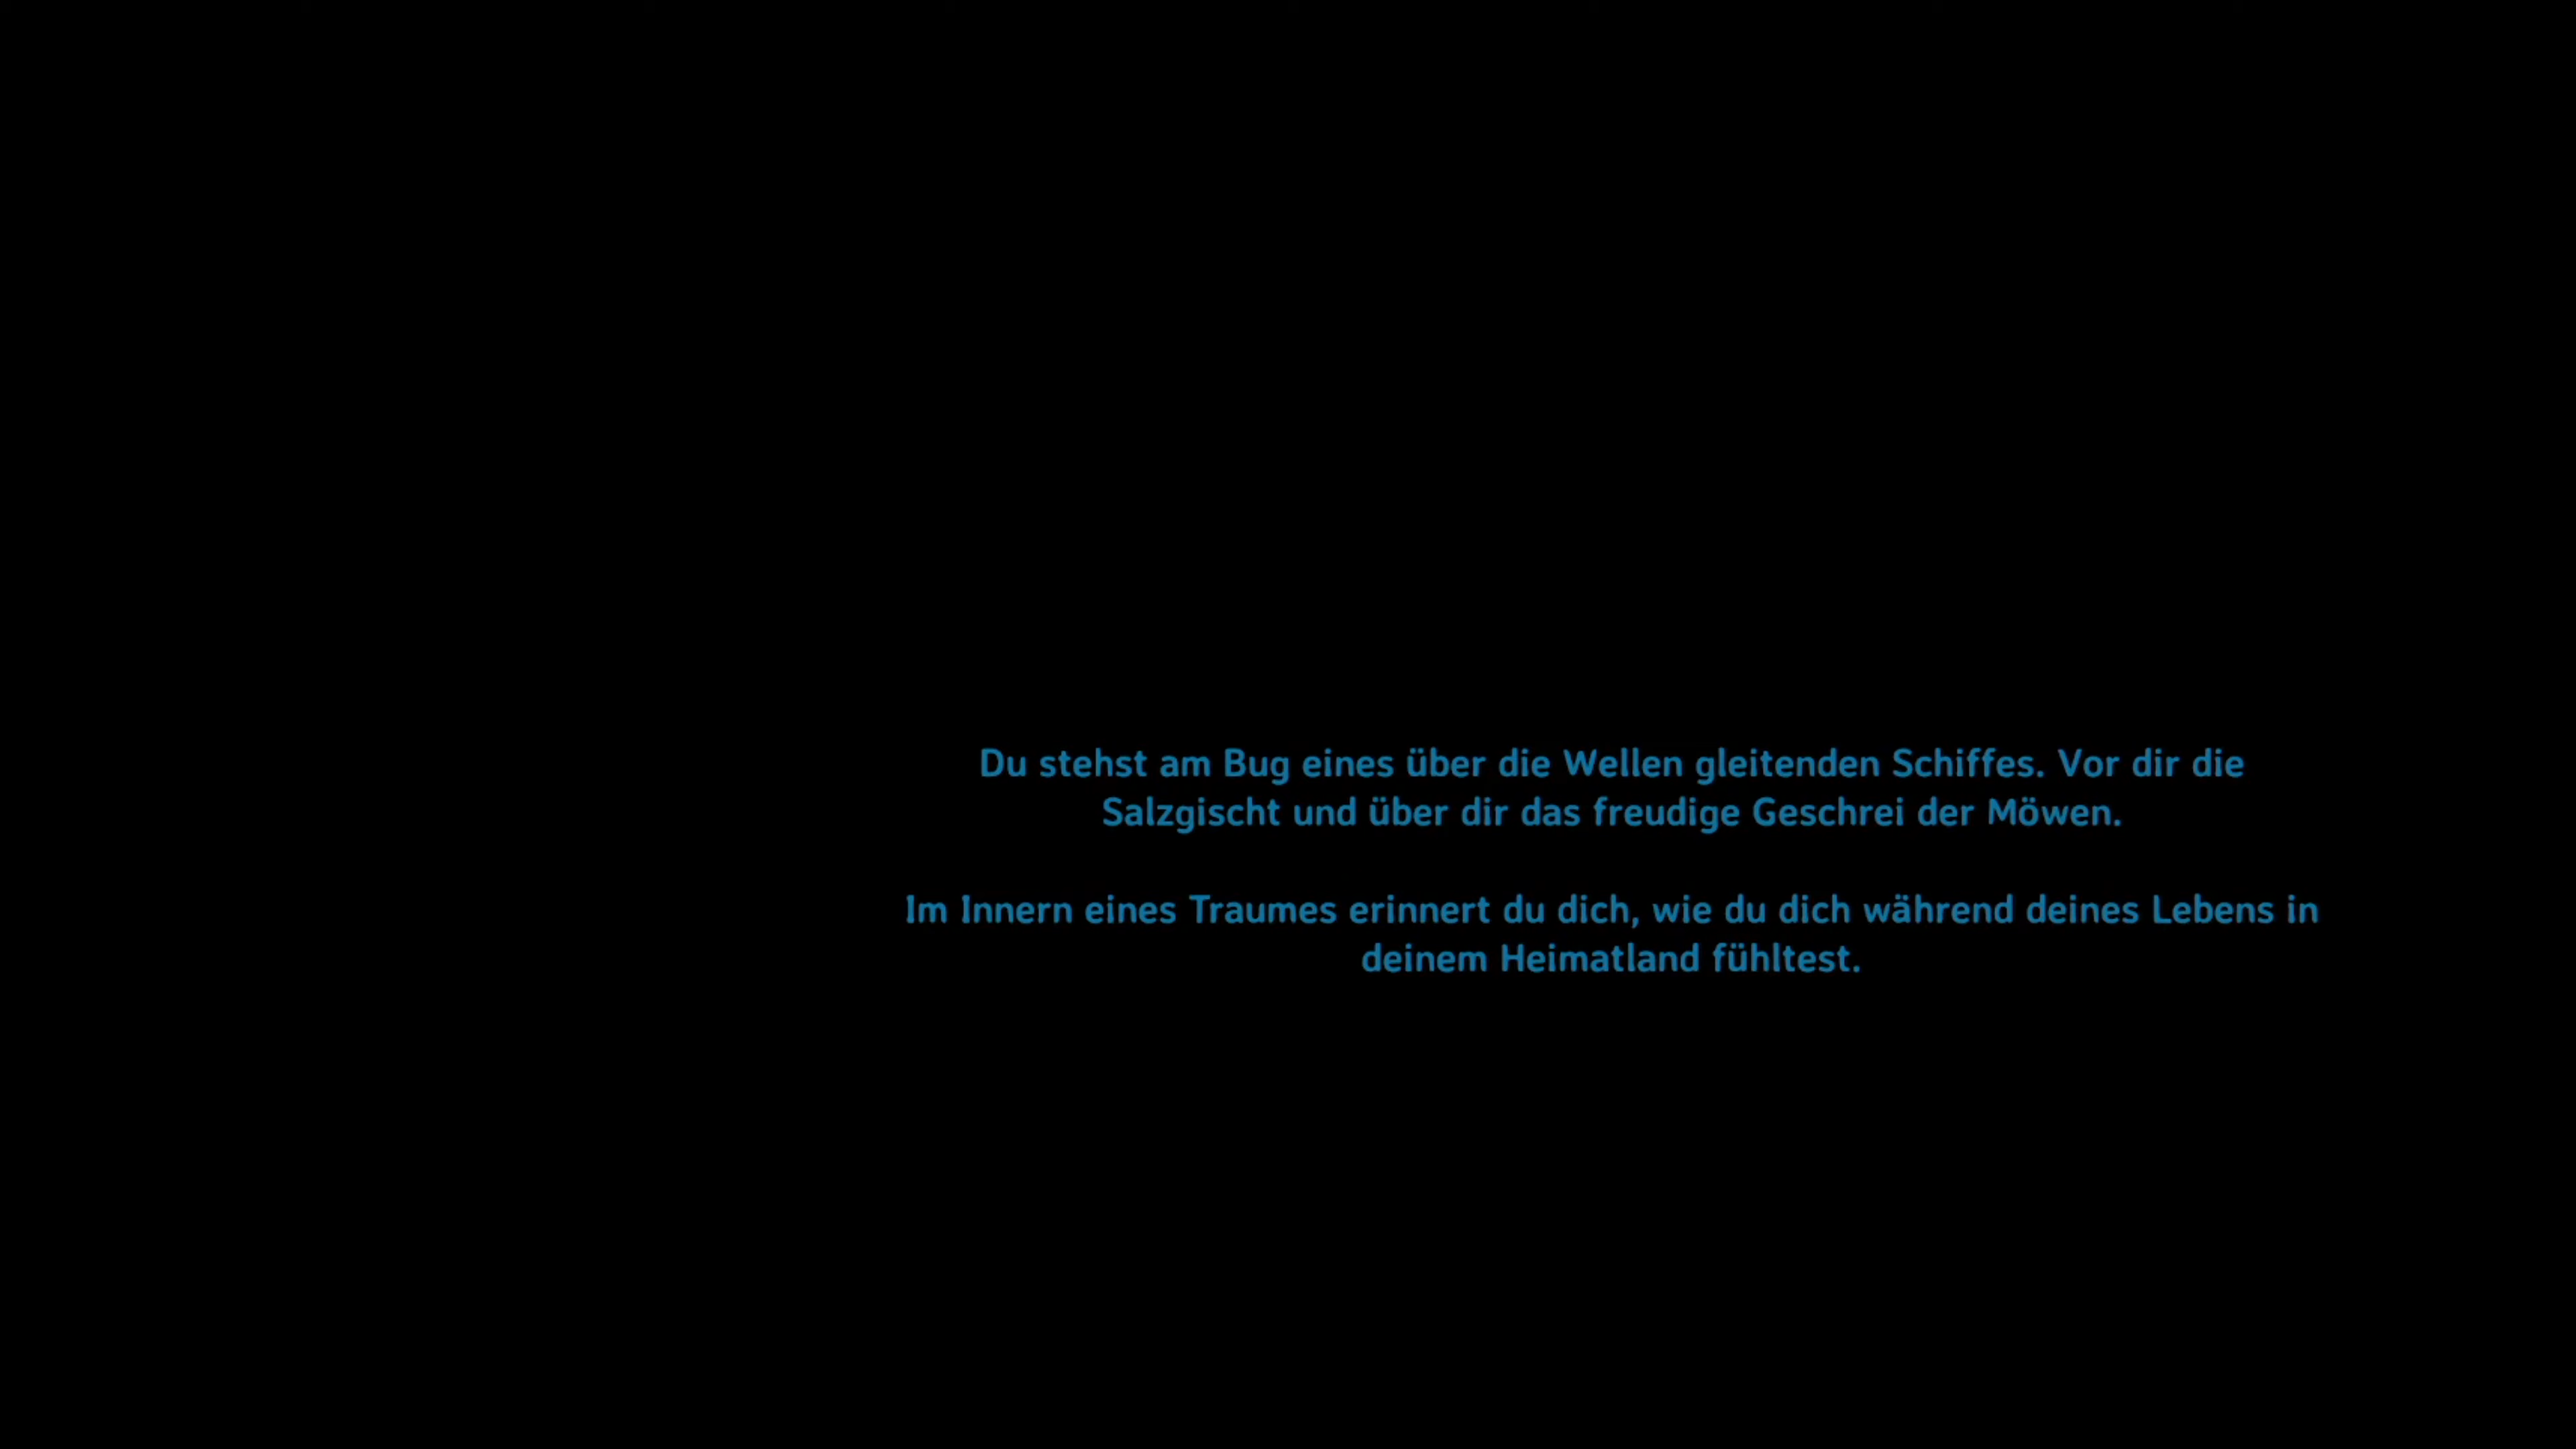 Du stehst am Bug eines über die Wellen gleitenden Schiffes. Vor dir die
Salzgischt und über dir das freudige Geschrei der Möwen.
Im Innern eines Traumes erinnert du dich, wie du dich während deines Lebens in
deinem Heimatland fühltest.